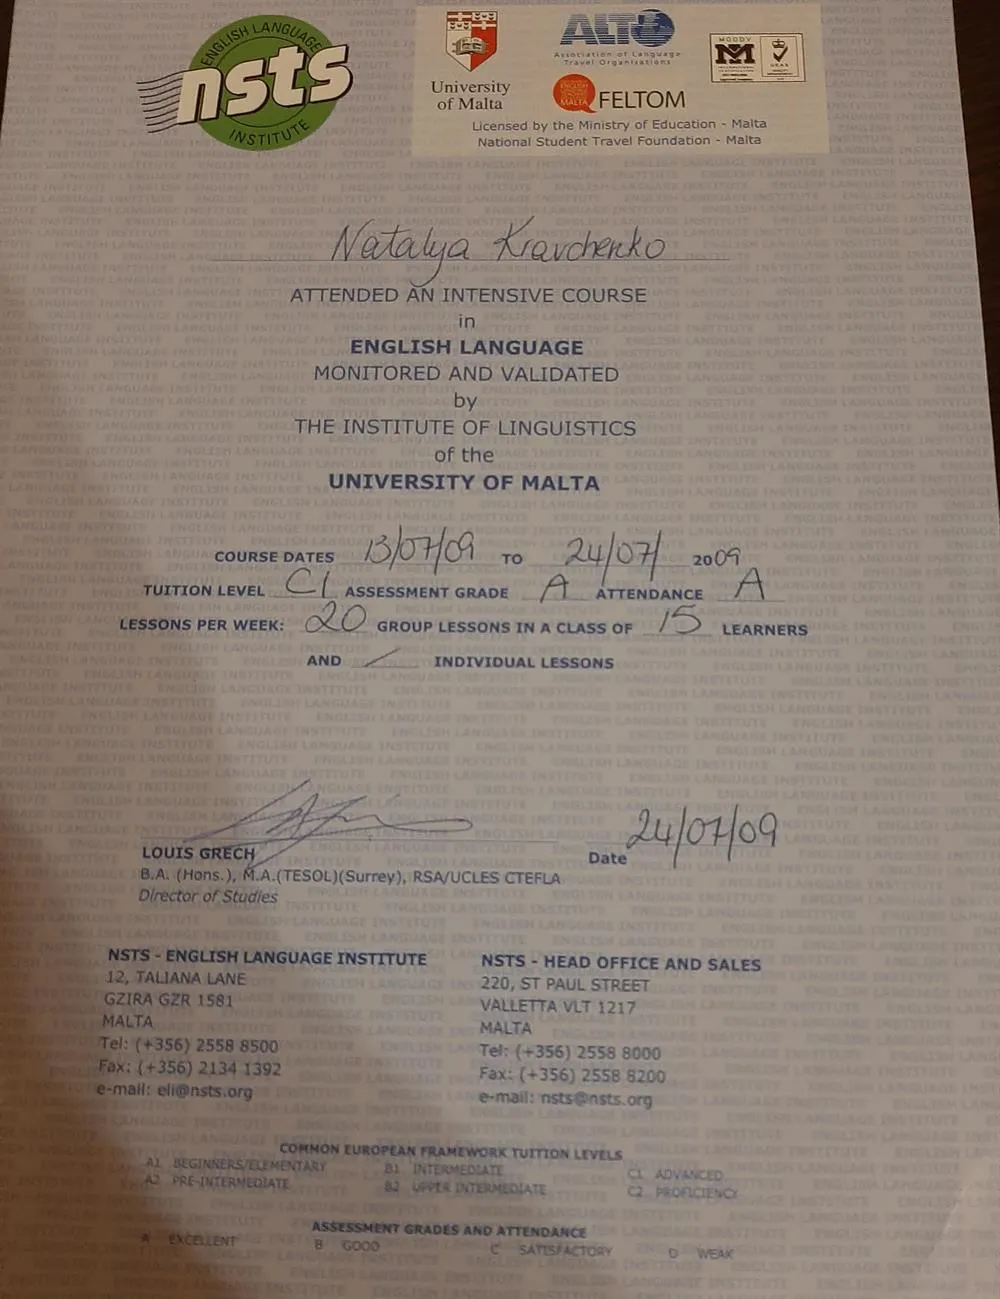 ENGLISH LANGUAGE
nsts
INSTITUTE
University
of Malta
ALTO
Association of Language
Travel Organisations
MALTA
FELTOM
MOODY
UKAS
Licensed by the Ministry of Education - Malta
National Student Travel Foundation - Malta
Natalya Kravchenko
ATTENDED AN INTENSIVE COURSE
in
ENGLISH LANGUAGE
MONITORED AND VALIDATED
by
THE INSTITUTE OF LINGUISTICS
of the
UNIVERSITY OF MALTA
COURSE DATES 13/07/09 TO 24/07/ 2009
TUITION LEVEL C1 ASSESSMENT GRADE A ATTENDANCE A
LESSONS PER WEEK: 20 GROUP LESSONS IN A CLASS OF 15 LEARNERS
AND / INDIVIDUAL LESSONS
LOUIS GRECH
Date 24/07/09
B.A. (Hons.), M.A.(TESOL)(Surrey), RSA/UCLES CTEFLA
Director of Studies
NSTS - ENGLISH LANGUAGE INSTITUTE
12, TALIANA LANE
GZIRA GZR 1581
MALTA
Tel: (+356) 2558 8500
Fax: (+356) 2134 1392
e-mail: eli@nsts.org
NSTS - HEAD OFFICE AND SALES
220, ST PAUL STREET
VALLETTA VLT 1217
MALTA
Tel: (+356) 2558 8000
Fax: (+356) 2558 8200
e-mail: nsts@nsts.org
COMMON EUROPEAN FRAMEWORK TUITION LEVELS
A1 BEGINNERS/ELEMENTARY B1 INTERMEDIATE C1 ADVANCED
A2 PRE-INTERMEDIATE B2 UPPER INTERMEDIATE C2 PROFICIENCY
ASSESSMENT GRADES AND ATTENDANCE
A EXCELLENT B GOOD C SATISFACTORY D WEAK